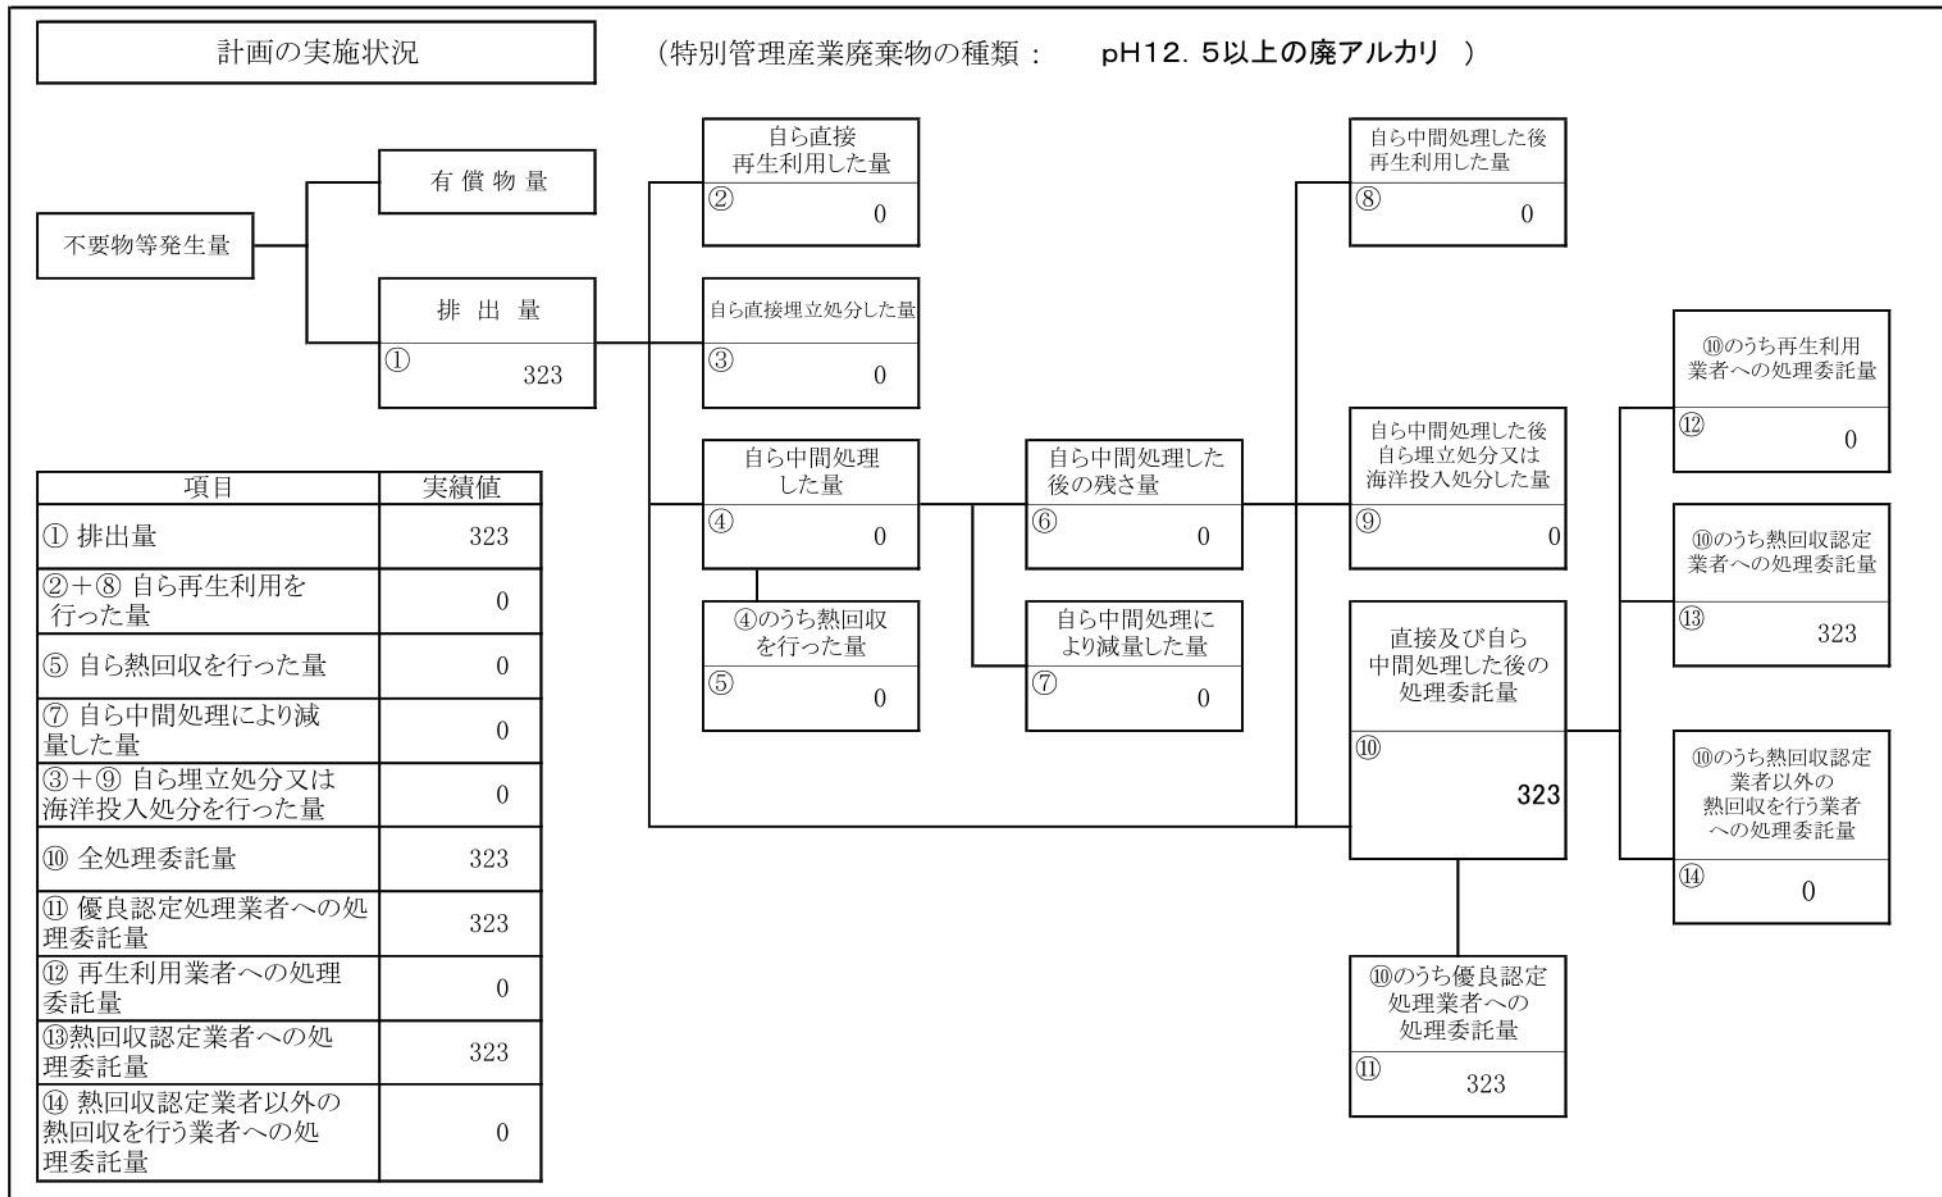 計画の実施状況
（特別管理産業廃棄物の種類： pH12．5以上の廃アルカリ ）
不要物等発生量
有償物量
排出量
①
323
自ら直接
再生利用した量
②
0
自ら直接埋立処分した量
③
0
自ら中間処理
した量
④
0
④のうち熱回収
を行った量
⑤
0
自ら中間処理した
後の残さ量
⑥
0
自ら中間処理に
より減量した量
⑦
0
自ら中間処理した後
再生利用した量
⑧
0
自ら中間処理した後
自ら埋立処分又は
海洋投入処分した量
⑨
0
直接及び自ら
中間処理した後の
処理委託量
⑩
323
⑩のうち優良認定
処理業者への
処理委託量
⑪
323
⑩のうち再生利用
業者への処理委託量
⑫
0
⑩のうち熱回収認定
業者への処理委託量
⑬
323
⑩のうち熱回収認定
業者以外の
熱回収を行う業者
への処理委託量
⑭
0
項目 実績値
① 排出量 323
②＋⑧ 自ら再生利用を
行った量 0
⑤ 自ら熱回収を行った量 0
⑦ 自ら中間処理により減
量した量 0
③＋⑨ 自ら埋立処分又は
海洋投入処分を行った量 0
⑩ 全処理委託量 323
⑪ 優良認定処理業者への処
理委託量 323
⑫ 再生利用業者への処理
委託量 0
⑬熱回収認定業者への処
理委託量 323
⑭ 熱回収認定業者以外の
熱回収を行う業者への処
理委託量 0